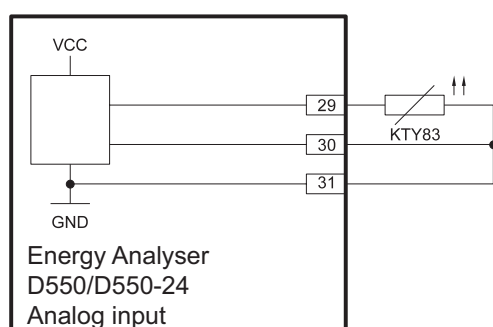 VCC
29
KTY83
30
31
GND
Energy Analyser
D550/D550-24
Analog input